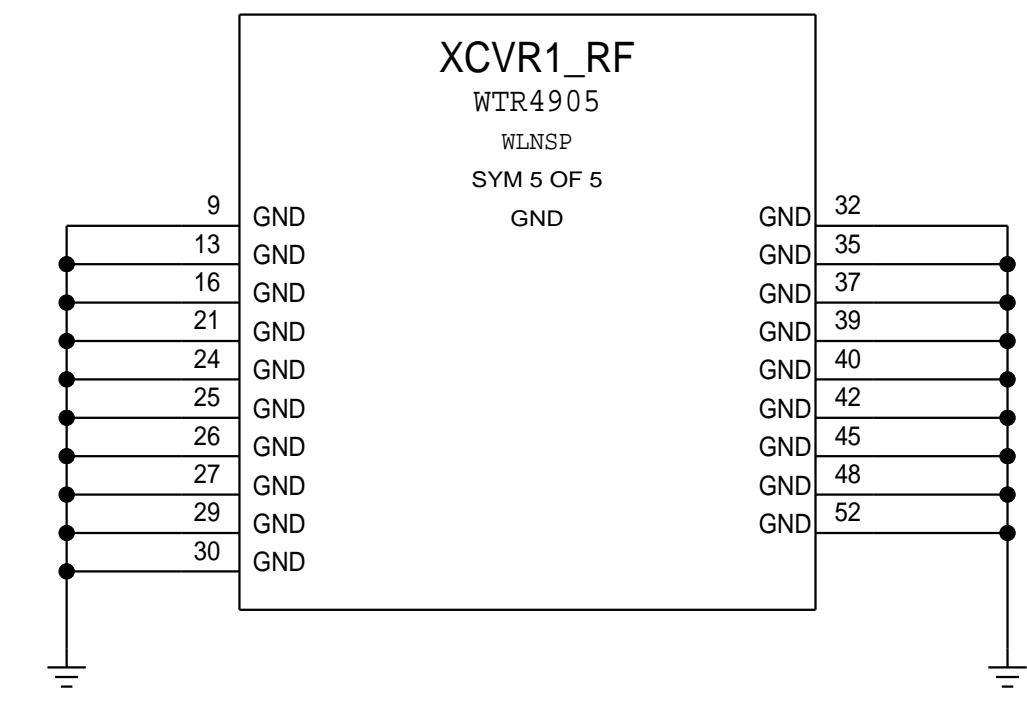 XCVR1_RF
WTR4905
WLNSP
SYM 5 OF 5
GND
9 GND GND 32
13 GND GND 35
16 GND GND 37
21 GND GND 39
24 GND GND 40
25 GND GND 42
26 GND GND 45
27 GND GND 48
29 GND GND 52
30 GND